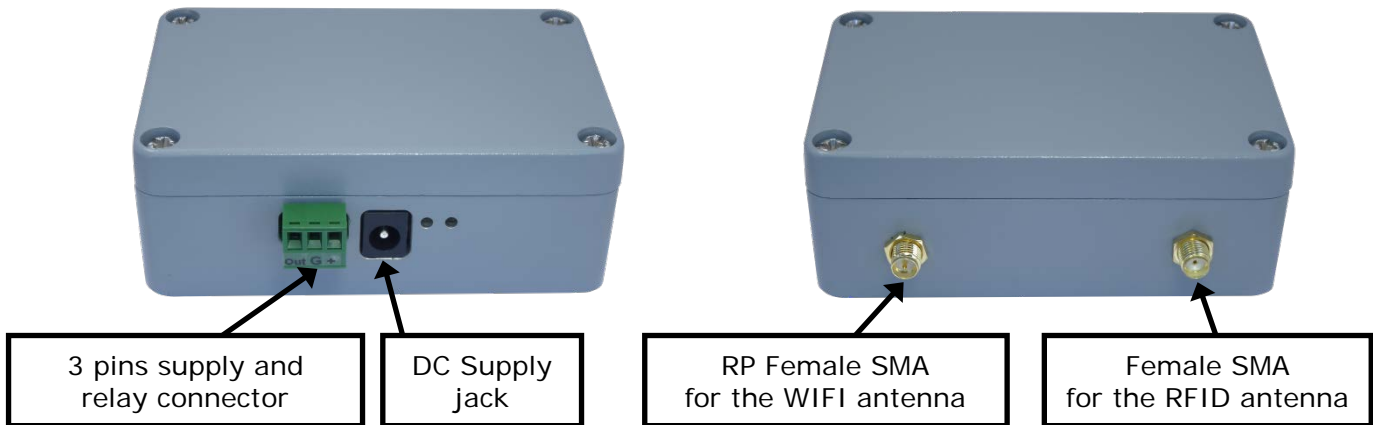 Out G +
3 pins supply and
relay connector
DC Supply
jack
RP Female SMA
for the WIFI antenna
Female SMA
for the RFID antenna